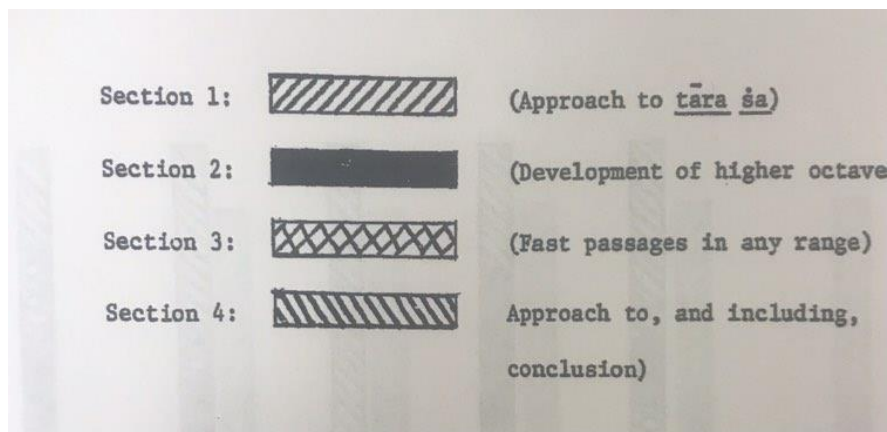 Section 1: (Approach to tāra ṡa)
Section 2: (Development of higher octave
Section 3: (Fast passages in any range)
Section 4: Approach to, and including,
conclusion)